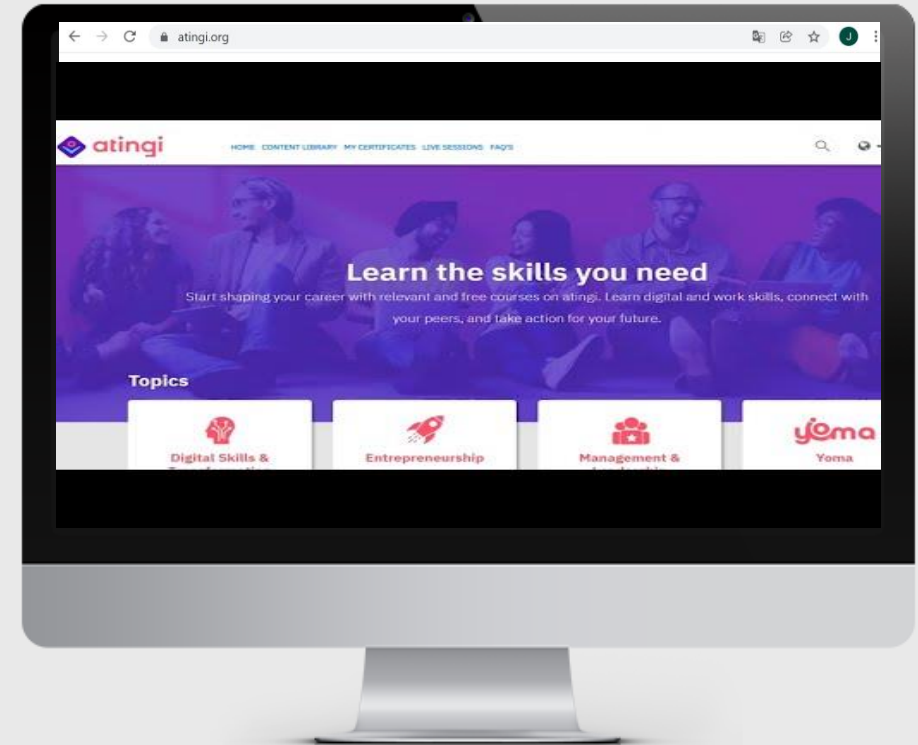 atingi.org
J
atingi
HOME CONTENT LIBRARY MY CERTIFICATES LIVE SESSIONS FAQ'S
Learn the skills you need
Start shaping your career with relevant and free courses on atingi. Learn digital and work skills, connect with
your peers, and take action for your future.
Topics
Digital Skills &
Entrepreneurship
Management &
yoma
Yoma